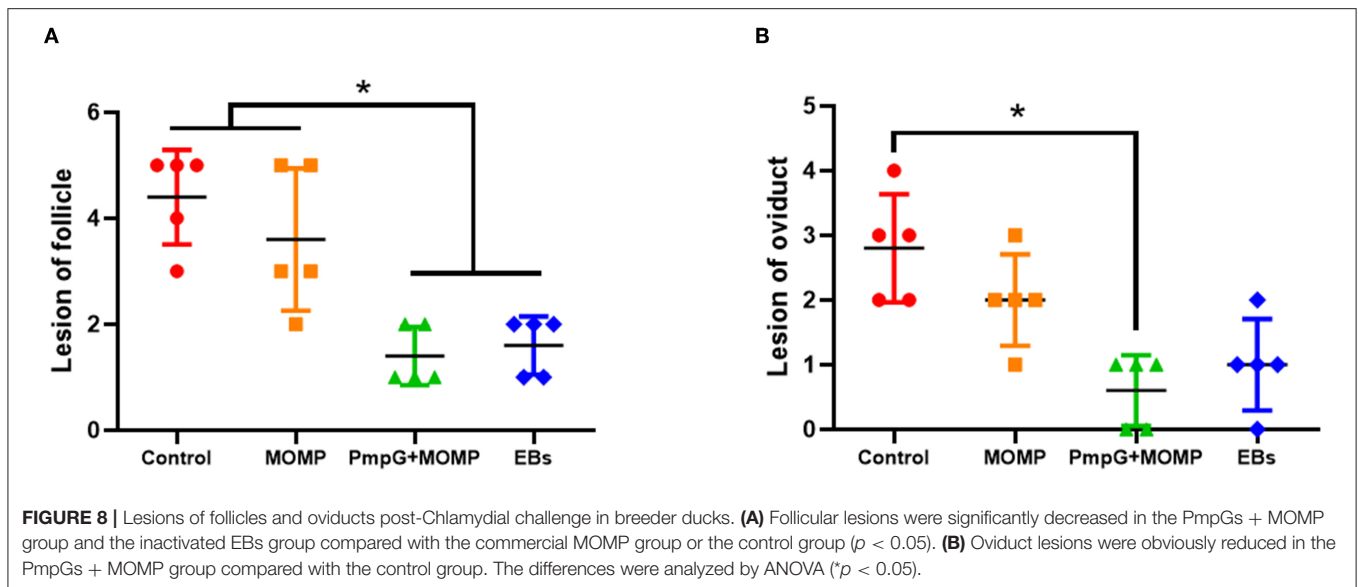 A
*
6
4
2
0
Lesion of follicle
Control MOMP PmpG+MOMP EBs
B
*
5
4
3
2
1
0
Lesion of oviduct
Control MOMP PmpG+MOMP EBs
FIGURE 8 | Lesions of follicles and oviducts post-Chlamydial challenge in breeder ducks. (A) Follicular lesions were significantly decreased in the PmpGs + MOMP
group and the inactivated EBs group compared with the commercial MOMP group or the control group (p < 0.05). (B) Oviduct lesions were obviously reduced in the
PmpGs + MOMP group compared with the control group. The differences were analyzed by ANOVA (*p < 0.05).